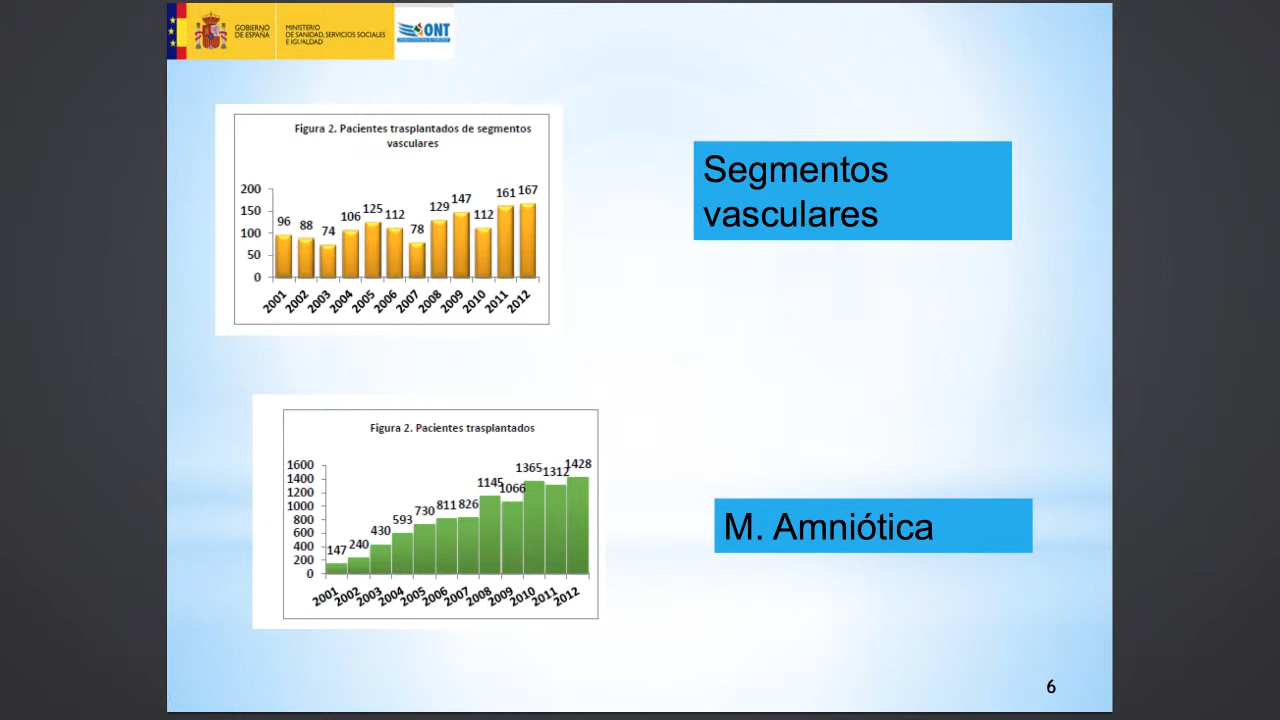 GOBIERNO
DE ESPAÑA
MINISTERIO
DE SANIDAD, SERVICIOS SOCIALES
E IGUALDAD
ONT
Figura 2. Pacientes trasplantados de segmentos
vasculares
200
150
100
50
0
96 88 74 106 125 112 78 129 147 112 161 167
2001 2002 2003 2004 2005 2006 2007 2008 2009 2010 2011 2012
Segmentos
vasculares
Figura 2. Pacientes trasplantados
1600
1400
1200
1000
800
600
400
200
0
147 240 430 593 730 811 826 1145 1066 1365 1312 1428
2001 2002 2003 2004 2005 2006 2007 2008 2009 2010 2011 2012
M. Amniótica
6